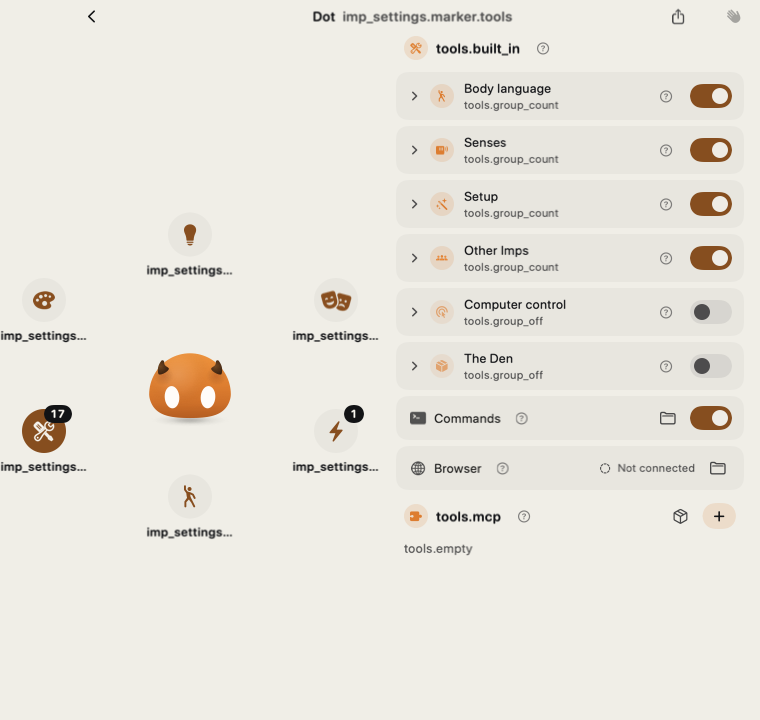 Dot imp_settings.marker.tools
tools.built_in
Body language
tools.group_count
Senses
tools.group_count
Setup
tools.group_count
Other Imps
tools.group_count
Computer control
tools.group_off
The Den
tools.group_off
Commands
Browser
Not connected
tools.mcp
tools.empty
imp_settings...
imp_settings...
imp_settings...
17
imp_settings...
1
imp_settings...
imp_settings...